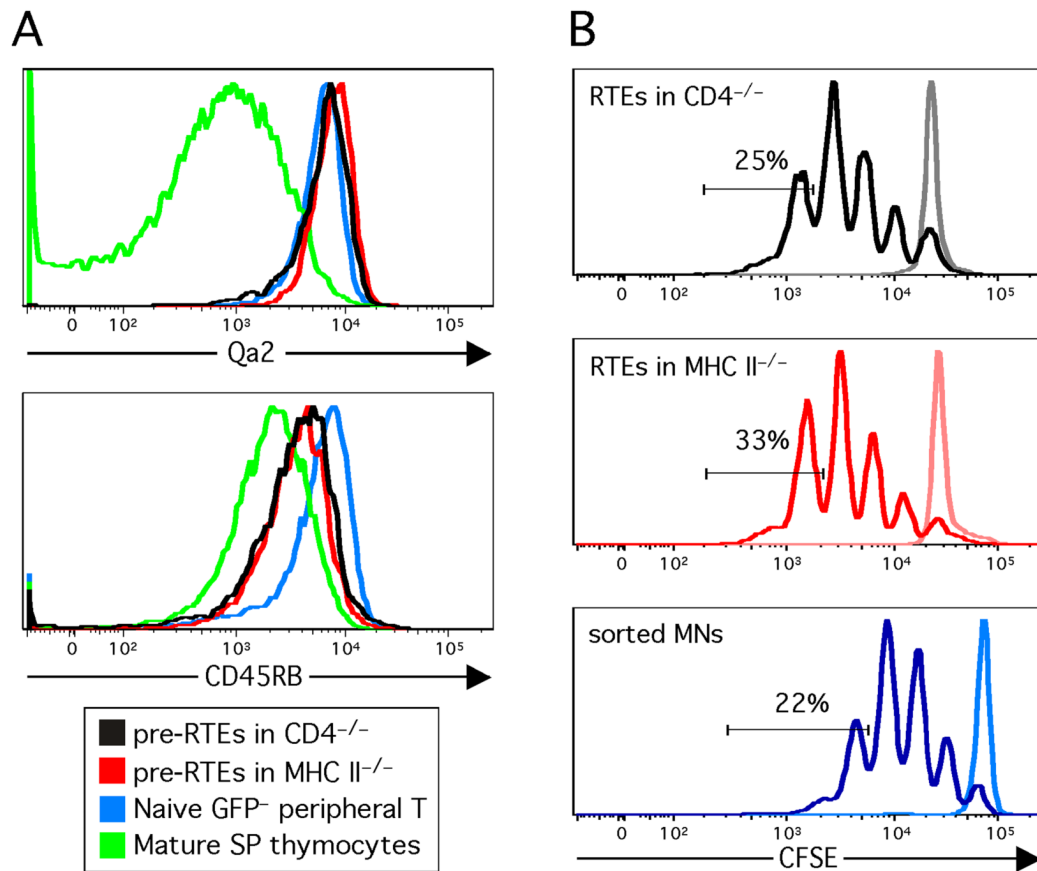 A
0 10² 10³ 10⁴ 10⁵
Qa2
0 10² 10³ 10⁴ 10⁵
CD45RB
pre-RTEs in CD4⁻/⁻
pre-RTEs in MHC II⁻/⁻
Naive GFP⁻ peripheral T
Mature SP thymocytes
B
RTEs in CD4⁻/⁻
25%
0 10² 10³ 10⁴ 10⁵
RTEs in MHC II⁻/⁻
33%
0 10² 10³ 10⁴ 10⁵
sorted MNs
22%
0 10² 10³ 10⁴ 10⁵
CFSE